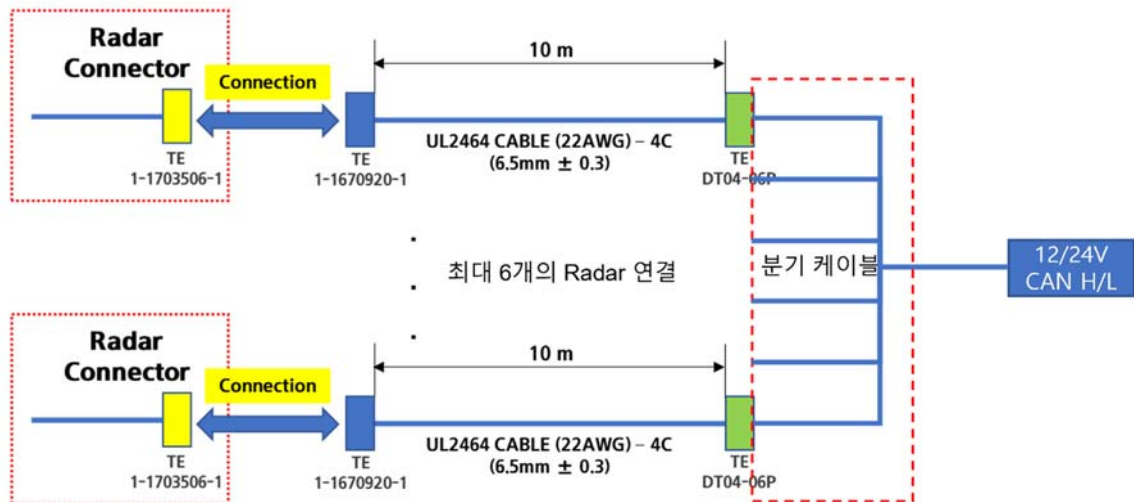 Radar
Connector
Connection
10 m
TE
1-1703506-1
TE
1-1670920-1
UL2464 CABLE (22AWG) – 4C
(6.5mm ± 0.3)
TE
DT04-06P
최대 6개의 Radar 연결
분기 케이블
12/24V
CAN H/L
Radar
Connector
Connection
10 m
TE
1-1703506-1
TE
1-1670920-1
UL2464 CABLE (22AWG) – 4C
(6.5mm ± 0.3)
TE
DT04-06P